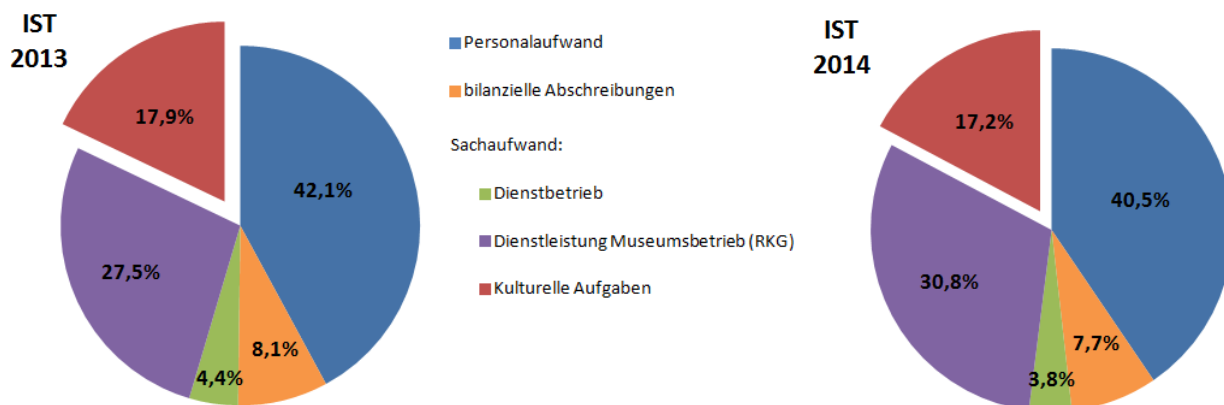 IST
2013
17,9%
42,1%
27,5%
8,1%
4,4%
Personalaufwand
bilanzielle Abschreibungen
Sachaufwand:
Dienstbetrieb
Dienstleistung Museumsbetrieb (RKG)
Kulturelle Aufgaben
IST
2014
17,2%
40,5%
30,8%
7,7%
3,8%